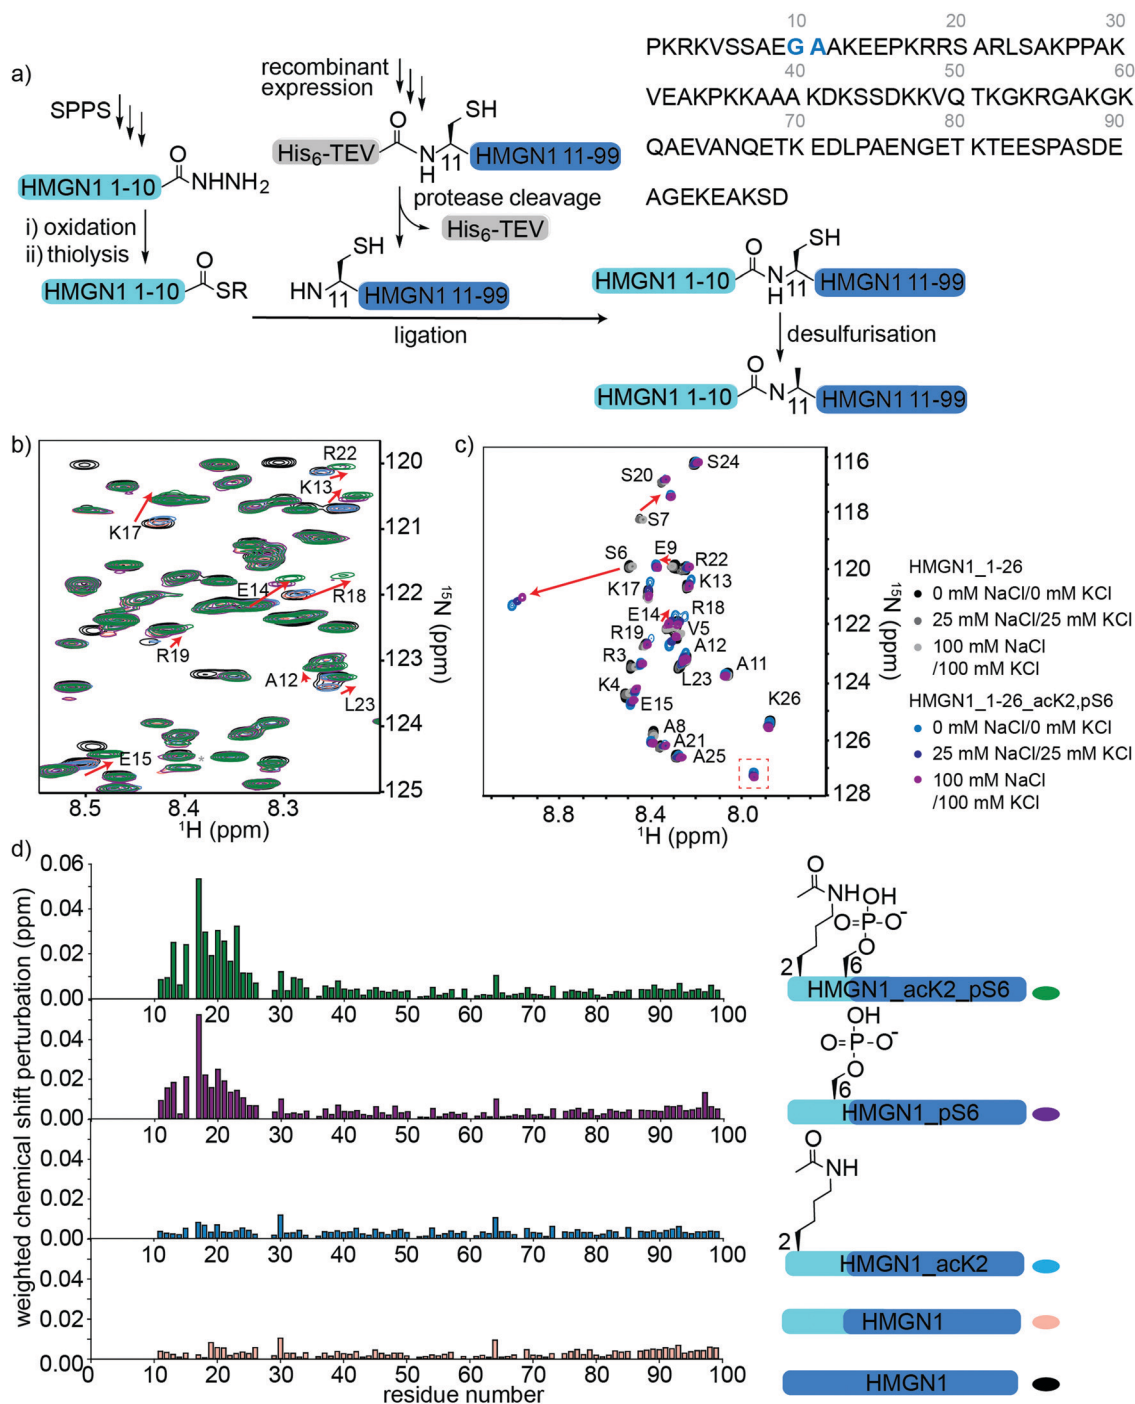 a)
SPPS
HMGN1 1-10
O
NHNH2
i) oxidation
ii) thiolysis
HMGN1 1-10
O
SR
recombinant
expression
His6-TEV
O
N
H
SH
11
HMGN1 11-99
protease cleavage
His6-TEV
SH
HN
11
HMGN1 11-99
ligation
10 20 30
PKRKVSSAEG AAKEEPKRRS ARLSAKPPAK
40 50 60
VEAKPKKAAA KDKSSDKKVQ TKGKRGAKGK
70 80 90
QAEVANQETK EDLPAENGET KTEESPASDE
AGEKEAKSD
HMGN1 1-10
O
N
H
SH
11
HMGN1 11-99
desulfurisation
HMGN1 1-10
O
N
11
HMGN1 11-99
b)
R22
K13
K17
E14
R18
R19
A12
L23
E15
*
120
121
122
123
124
125
15N (ppm)
8.5 8.4 8.3
1H (ppm)
c)
S24
S20
S7
S6
E9
R22
K17
K13
E14
R18
V5
R19
A12
R3
L23
A11
K4
E15
K26
A8
A21
A25
116
118
120
122
124
126
128
15N (ppm)
8.8 8.4 8.0
1H (ppm)
HMGN1_1-26
0 mM NaCl/0 mM KCl
25 mM NaCl/25 mM KCl
100 mM NaCl
/100 mM KCl
HMGN1_1-26_acK2,pS6
0 mM NaCl/0 mM KCl
25 mM NaCl/25 mM KCl
100 mM NaCl
/100 mM KCl
d)
weighted chemical shift perturbation (ppm)
0.06
0.04
0.02
0.00
10 20 30 40 50 60 70 80 90 100
0.04
0.02
0.00
10 20 30 40 50 60 70 80 90 100
0.04
0.02
0.00
10 20 30 40 50 60 70 80 90 100
0.04
0.02
0.00
0 10 20 30 40 50 60 70 80 90 100
residue number
O
NH
OH
O=P-O-
O
2
6
HMGN1_acK2_pS6
OH
O=P-O-
O
6
HMGN1_pS6
O
NH
2
HMGN1_acK2
HMGN1
HMGN1